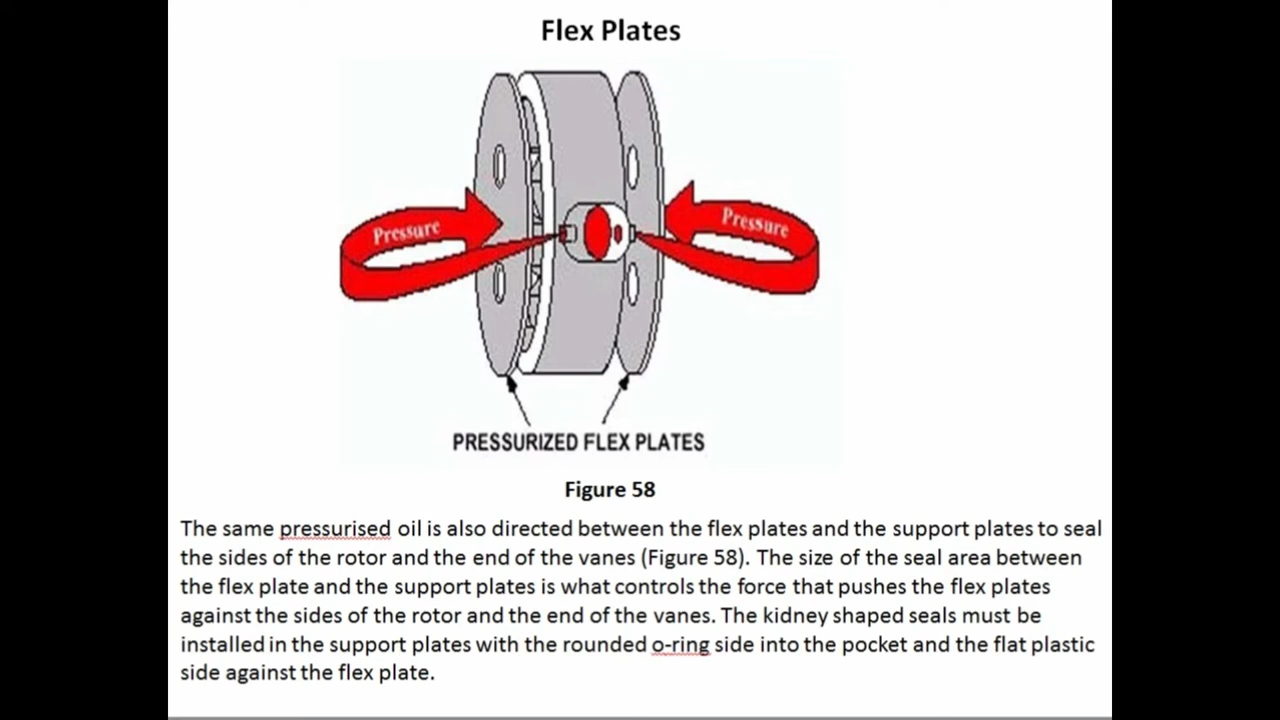 Flex Plates
Pressure
Pressure
PRESSURIZED FLEX PLATES
Figure 58
The same pressurised oil is also directed between the flex plates and the support plates to seal
the sides of the rotor and the end of the vanes (Figure 58). The size of the seal area between
the flex plate and the support plates is what controls the force that pushes the flex plates
against the sides of the rotor and the end of the vanes. The kidney shaped seals must be
installed in the support plates with the rounded o-ring side into the pocket and the flat plastic
side against the flex plate.